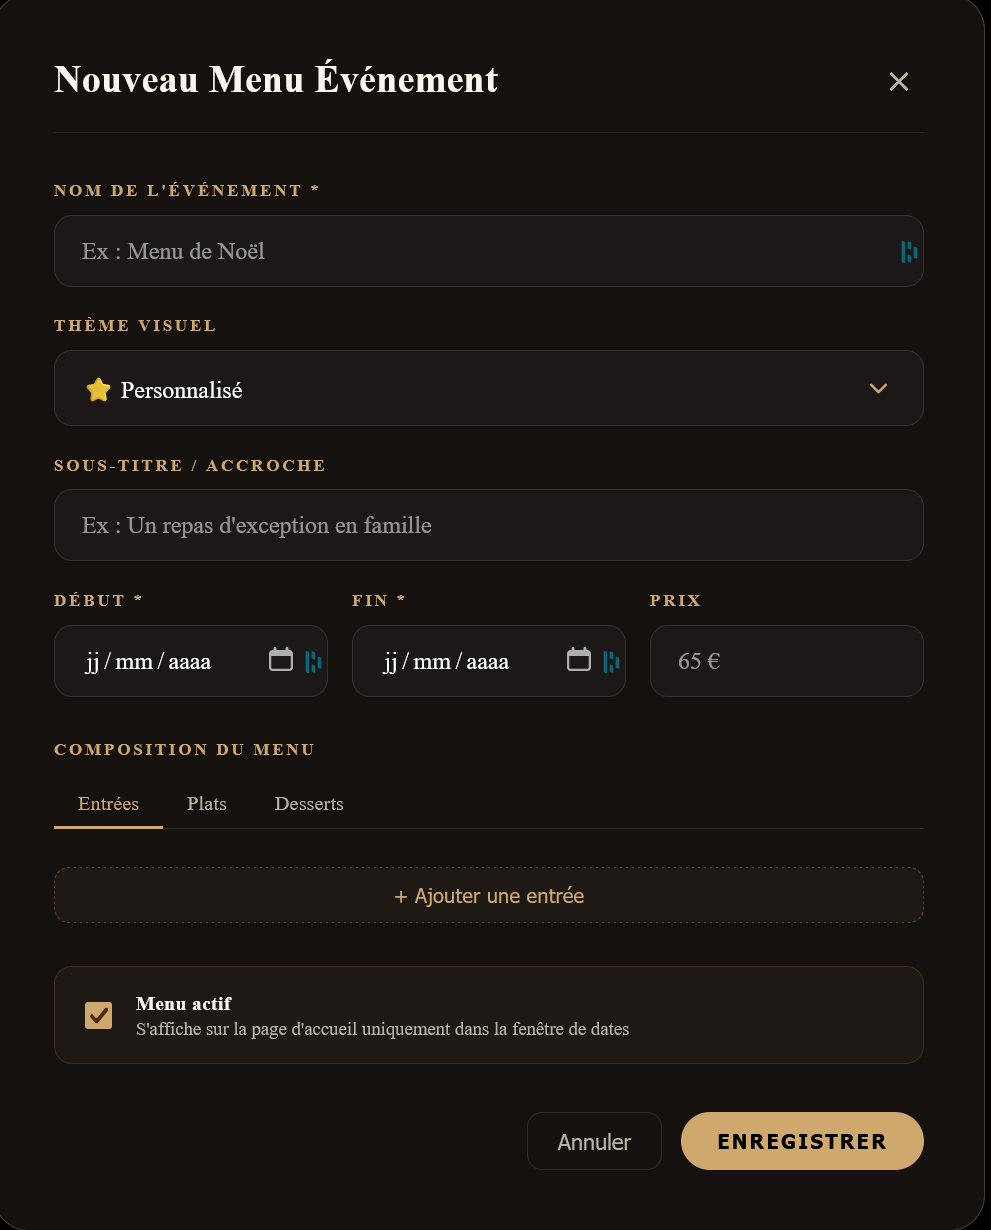 Nouveau Menu Événement
NOM DE L'ÉVÉNEMENT *
Ex : Menu de Noël
THÈME VISUEL
⭐ Personnalisé
SOUS-TITRE / ACCROCHE
Ex : Un repas d'exception en famille
DÉBUT * FIN * PRIX
jj/mm/aaaa jj/mm/aaaa 65 €
COMPOSITION DU MENU
Entrées Plats Desserts
+ Ajouter une entrée
Menu actif
S'affiche sur la page d'accueil uniquement dans la fenêtre de dates
Annuler ENREGISTRER